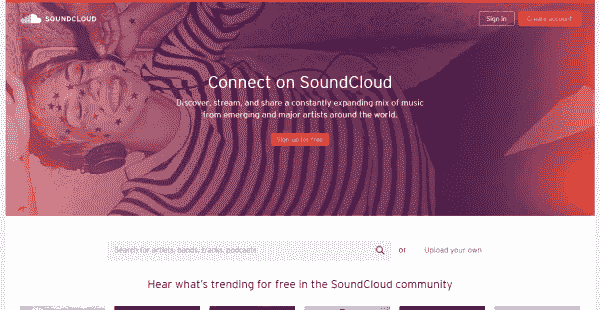 SOUNDCLOUD
Sign in
Create account
Connect on SoundCloud
Discover, stream, and share a constantly expanding mix of music
from emerging and major artists around the world.
Sign up for free
Search for artists, bands, tracks, podcasts
or
Upload your own
Hear what's trending for free in the SoundCloud community